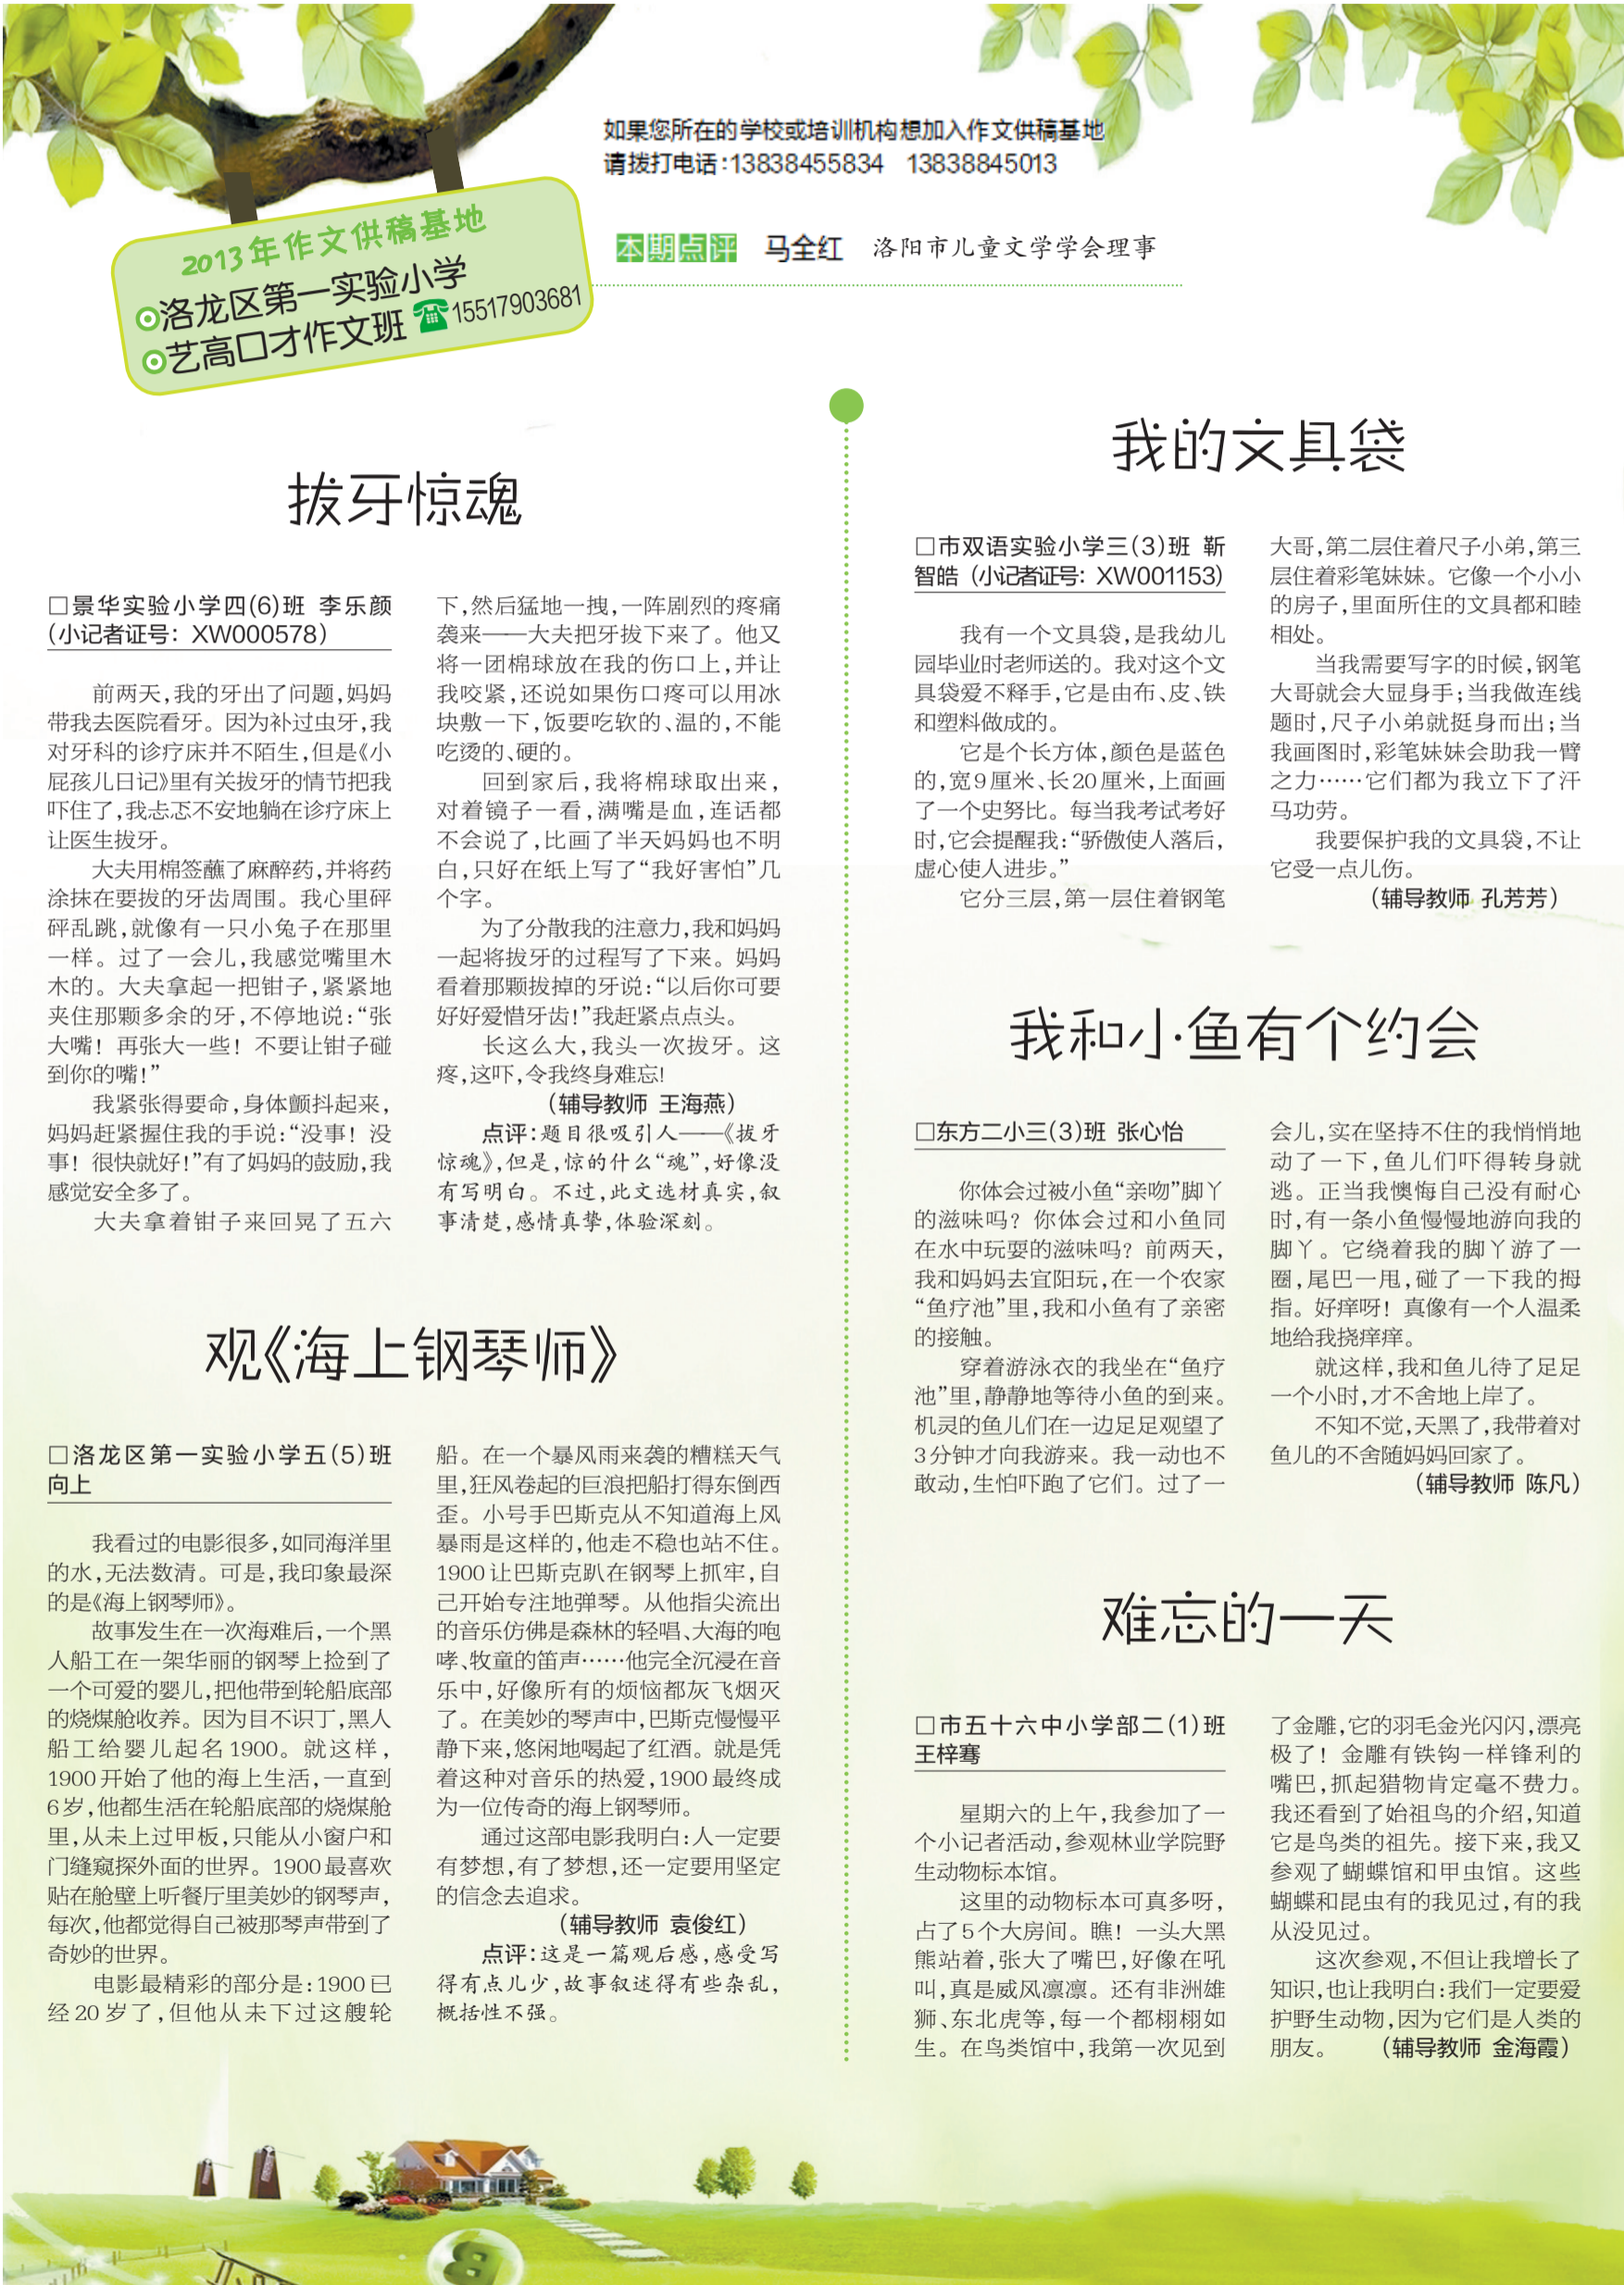 如果您所在的学校或培训机构想加入作文供稿基地
请拨打电话:13838455834 13838845013
本期点评 马全红 洛阳市儿童文学学会理事
2013年作文供稿基地
洛龙区第一实验小学
艺高口才作文班 15517903681
拔牙惊魂
□景华实验小学四(6)班 李乐颜
(小记者证号：XW000578)
前两天,我的牙出了问题,妈妈
带我去医院看牙。因为补过虫牙,我
对牙科的诊疗床并不陌生,但是《小
屁孩儿日记》里有关拔牙的情节把我
吓住了,我忐忑不安地躺在诊疗床上
让医生拔牙。
大夫用棉签蘸了麻醉药,并将药
涂抹在要拔的牙齿周围。我心里砰
砰乱跳,就像有一只小兔子在那里
一样。过了一会儿,我感觉嘴里木
木的。大夫拿起一把钳子,紧紧地
夹住那颗多余的牙,不停地说:“张
大嘴！再张大一些！不要让钳子碰
到你的嘴!”
我紧张得要命,身体颤抖起来,
妈妈赶紧握住我的手说:“没事！没
事！很快就好!”有了妈妈的鼓励,我
感觉安全多了。
大夫拿着钳子来回晃了五六
下,然后猛地一拽,一阵剧烈的疼痛
袭来——大夫把牙拔下来了。他又
将一团棉球放在我的伤口上,并让
我咬紧,还说如果伤口疼可以用冰
块敷一下,饭要吃软的、温的,不能
吃烫的、硬的。
回到家后,我将棉球取出来,
对着镜子一看,满嘴是血,连话都
不会说了,比画了半天妈妈也不明
白,只好在纸上写了“我好害怕”几
个字。
为了分散我的注意力,我和妈妈
一起将拔牙的过程写了下来。妈妈
看着那颗拔掉的牙说:“以后你可要
好好爱惜牙齿!”我赶紧点点头。
长这么大,我头一次拔牙。这
疼,这吓,令我终身难忘!
(辅导教师 王海燕)
点评:题目很吸引人——《拔牙
惊魂》,但是,惊的什么“魂”,好像没
有写明白。不过,此文选材真实,叙
事清楚,感情真挚,体验深刻。
观《海上钢琴师》
□洛龙区第一实验小学五(5)班
向上
我看过的电影很多,如同海洋里
的水,无法数清。可是,我印象最深
的是《海上钢琴师》。
故事发生在一次海难后,一个黑
人船工在一架华丽的钢琴上捡到了
一个可爱的婴儿,把他带到轮船底部
的烧煤舱收养。因为目不识丁,黑人
船工给婴儿起名1900。就这样,
1900开始了他的海上生活,一直到
6岁,他都生活在轮船底部的烧煤舱
里,从未上过甲板,只能从小窗户和
门缝窥探外面的世界。1900最喜欢
贴在舱壁上听餐厅里美妙的钢琴声,
每次,他都觉得自己被那琴声带到了
奇妙的世界。
电影最精彩的部分是:1900已
经20岁了,但他从未下过这艘轮
船。在一个暴风雨来袭的糟糕天气
里,狂风卷起的巨浪把船打得东倒西
歪。小号手巴斯克从不知道海上风
暴雨是这样的,他走不稳也站不住。
1900让巴斯克趴在钢琴上抓牢,自
己开始专注地弹琴。从他指尖流出
的音乐仿佛是森林的轻唱、大海的咆
哮、牧童的笛声……他完全沉浸在音
乐中,好像所有的烦恼都灰飞烟灭
了。在美妙的琴声中,巴斯克慢慢平
静下来,悠闲地喝起了红酒。就是凭
着这种对音乐的热爱,1900最终成
为一位传奇的海上钢琴师。
通过这部电影我明白:人一定要
有梦想,有了梦想,还一定要用坚定
的信念去追求。
(辅导教师 袁俊红)
点评:这是一篇观后感,感受写
得有点儿少,故事叙述得有些杂乱,
概括性不强。
我的文具袋
□市双语实验小学三(3)班 靳
智皓(小记者证号：XW001153)
我有一个文具袋,是我幼儿
园毕业时老师送的。我对这个文
具袋爱不释手,它是由布、皮、铁
和塑料做成的。
它是个长方体,颜色是蓝色
的,宽9厘米、长20厘米,上面画
了一个史努比。每当我考试考好
时,它会提醒我:“骄傲使人落后,
虚心使人进步。”
它分三层,第一层住着钢笔
大哥,第二层住着尺子小弟,第三
层住着彩笔妹妹。它像一个小小
的房子,里面所住的文具都和睦
相处。
当我需要写字的时候,钢笔
大哥就会大显身手;当我做连线
题时,尺子小弟就挺身而出;当
我画图时,彩笔妹妹会助我一臂
之力……它们都为我立下了汗
马功劳。
我要保护我的文具袋,不让
它受一点儿伤。
(辅导教师 孔芳芳)
我和小鱼有个约会
□东方二小三(3)班 张心怡
你体会过被小鱼“亲吻”脚丫
的滋味吗？你体会过和小鱼同
在水中玩耍的滋味吗？前两天,
我和妈妈去宜阳玩,在一个农家
“鱼疗池”里,我和小鱼有了亲密
的接触。
穿着游泳衣的我坐在“鱼疗
池”里,静静地等待小鱼的到来。
机灵的鱼儿们在一边足足观望了
3分钟才向我游来。我一动也不
敢动,生怕吓跑了它们。过了一
会儿,实在坚持不住的我悄悄地
动了一下,鱼儿们吓得转身就
逃。正当我懊悔自己没有耐心
时,有一条小鱼慢慢地游向我的
脚丫。它绕着我的脚丫游了一
圈,尾巴一甩,碰了一下我的拇
指。好痒呀！真像有一个人温柔
地给我挠痒痒。
就这样,我和鱼儿待了足足
一个小时,才不舍地上岸了。
不知不觉,天黑了,我带着对
鱼儿的不舍随妈妈回家了。
(辅导教师 陈凡)
难忘的一天
□市五十六中小学部二(1)班
王梓骞
星期六的上午,我参加了一
个小记者活动,参观林业学院野
生动物标本馆。
这里的动物标本可真多呀,
占了5个大房间。瞧！一头大黑
熊站着,张大了嘴巴,好像在吼
叫,真是威风凛凛。还有非洲雄
狮、东北虎等,每一个都栩栩如
生。在鸟类馆中,我第一次见到
了金雕,它的羽毛金光闪闪,漂亮
极了！金雕有铁钩一样锋利的
嘴巴,抓起猎物肯定毫不费力。
我还看到了始祖鸟的介绍,知道
它是鸟类的祖先。接下来,我又
参观了蝴蝶馆和甲虫馆。这些
蝴蝶和昆虫有的我见过,有的我
从没见过。
这次参观,不但让我增长了
知识,也让我明白:我们一定要爱
护野生动物,因为它们是人类的
朋友。 (辅导教师 金海霞)